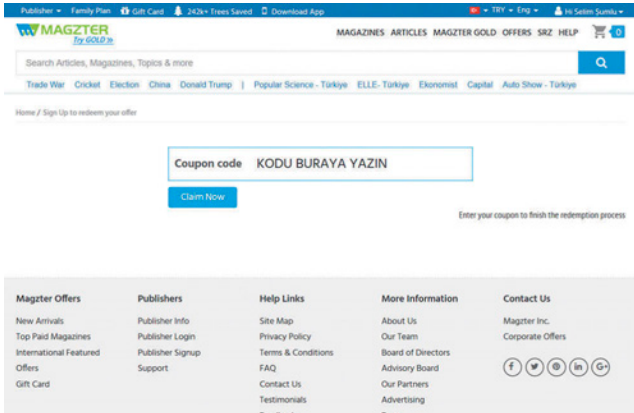 Publisher Family Plan Gift Card 242k+ Trees Saved Download App TRY Eng Hi Selim Sumlu
MAGZTER
Try GOLD »
MAGAZINES ARTICLES MAGZTER GOLD OFFERS SRZ HELP 0
Search Articles, Magazines, Topics & more
Trade War Cricket Election China Donald Trump | Popular Science - Türkiye ELLE- Türkiye Ekonomist Capital Auto Show - Türkiye
Home / Sign Up to redeem your offer
Coupon code KODU BURAYA YAZIN
Claim Now
Enter your coupon to finish the redemption process
Magzter Offers Publishers Help Links More Information Contact Us
New Arrivals Publisher Info Site Map About Us Magzter Inc.
Top Paid Magazines Publisher Login Privacy Policy Our Team Corporate Offers
International Featured Publisher Signup Terms & Conditions Board of Directors
Offers Support FAQ Advisory Board f in G+
Gift Card Contact Us Our Partners
Testimonials Advertising